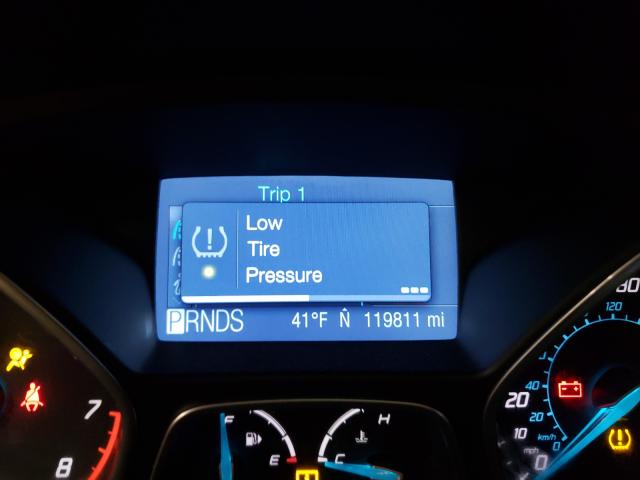 Trip 1
Low
Tire
Pressure
PRNDS 41°F N 119811 mi
7
8
F
E
H
C
120
40
20
20
10
km/h
mph 0